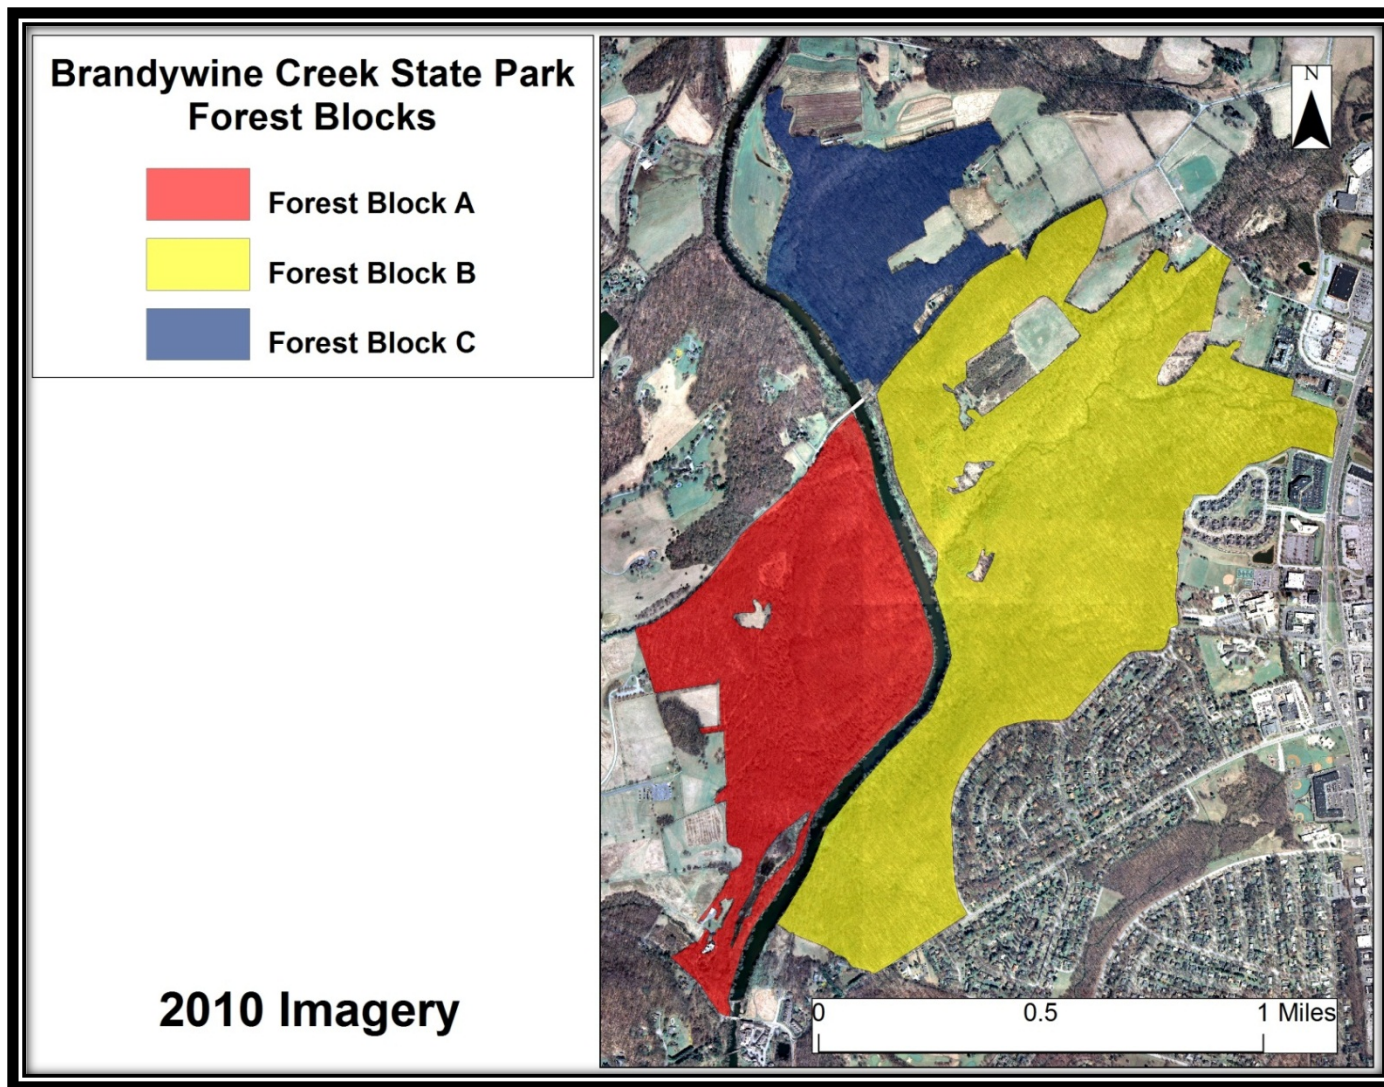 Brandywine Creek State Park
Forest Blocks
Forest Block A
Forest Block B
Forest Block C
2010 Imagery
N
0 0.5 1 Miles